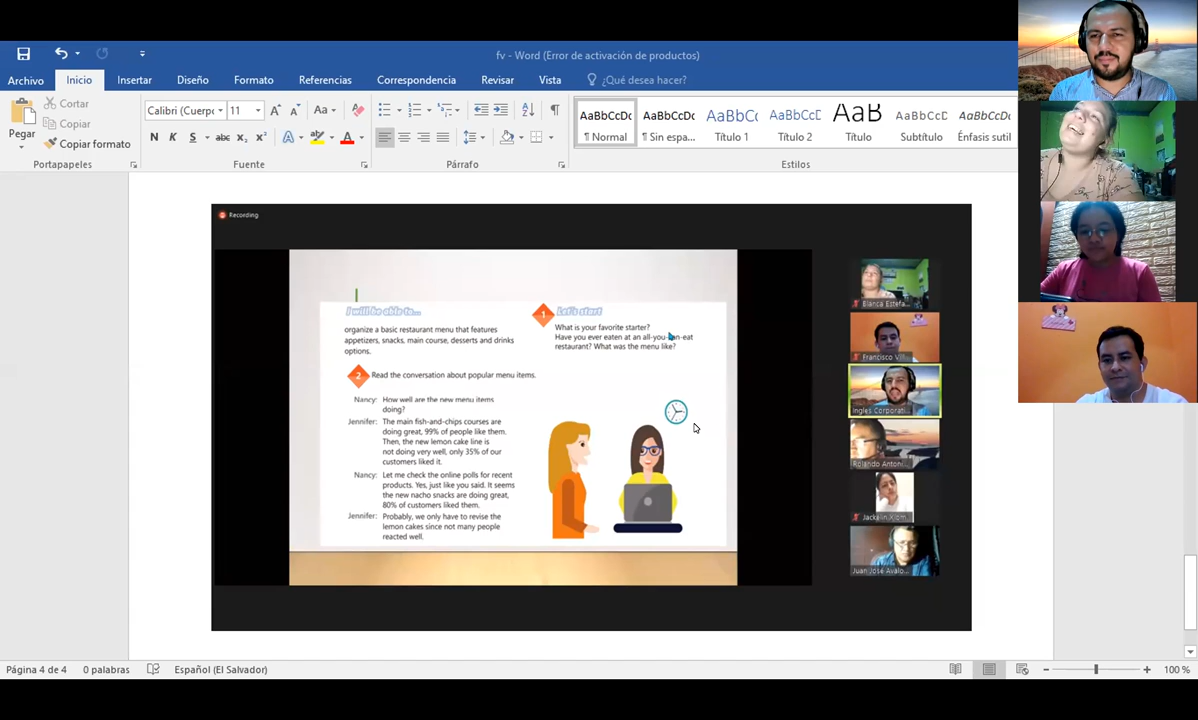 fv - Word (Error de activación de productos)
Archivo
Inicio
Insertar
Diseño
Formato
Referencias
Correspondencia
Revisar
Vista
¿Qué desea hacer?
Pegar
Cortar
Copiar
Copiar formato
Portapapeles
Calibri (Cuerpo
11
Aa
N K S abc x₂ x²
Fuente
Párrafo
AaBbCcDc
¶ Normal
AaBbCcDc
¶ Sin espa...
AaBbCc
Título 1
AaBbCcD
Título 2
AaB
Título
AaBbCcD
Subtítulo
AaBbCcDc
Énfasis sutil
Estilos
Recording
I will be able to...
organize a basic restaurant menu that features
appetizers, snacks, main course, desserts and drinks
options.
1 Let's start
What is your favorite starter?
Have you ever eaten at an all-you-can-eat
restaurant? What was the menu like?
2 Read the conversation about popular menu items.
Nancy: How well are the new menu items
doing?
Jennifer: The main fish-and-chips courses are
doing great, 99% of people like them.
Then, the new lemon cake line is
not doing very well, only 35% of our
customers liked it.
Nancy: Let me check the online polls for recent
products. Yes, just like you said. It seems
the new nacho snacks are doing great,
80% of customers liked them.
Jennifer: Probably, we only have to revise the
lemon cakes since not many people
reacted well.
Blanca Estefa...
Francisco
Ingles Corporati...
Rolando Antoni...
Juan José Avalo...
Página 4 de 4
0 palabras
Español (El Salvador)
100 %